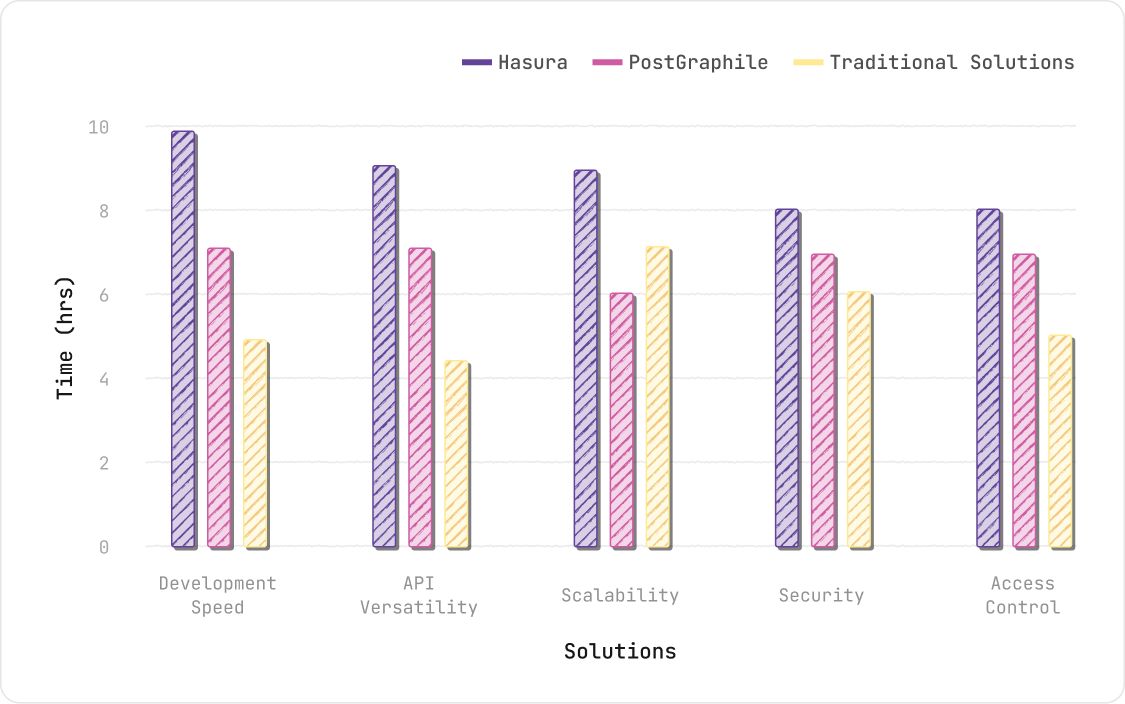 Hasura PostGraphile Traditional Solutions
10
8
6
4
2
0
Time (hrs)
Development
Speed
API
Versatility
Scalability
Security
Access
Control
Solutions